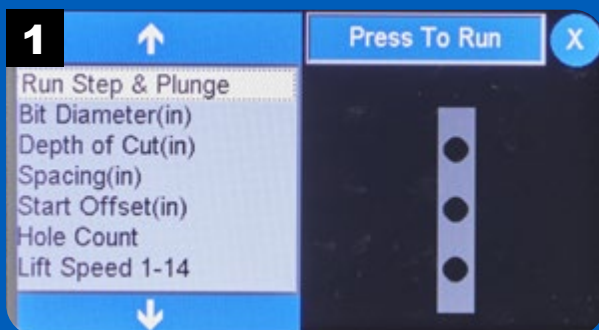 1
Press To Run
X
Run Step & Plunge
Bit Diameter(in)
Depth of Cut(in)
Spacing(in)
Start Offset(in)
Hole Count
Lift Speed 1-14